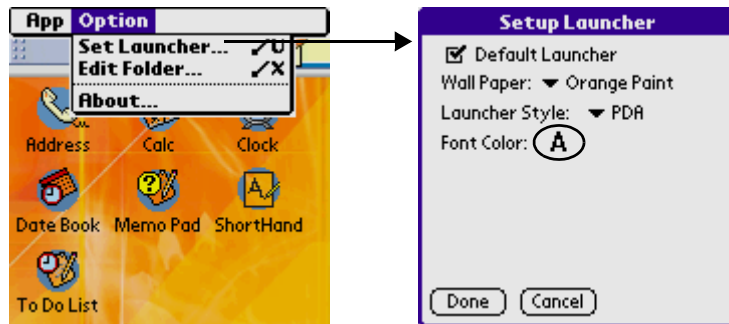 App Option
Set Launcher... ⁄U
Edit Folder... ⁄X
About...
Address Calc Clock
Date Book Memo Pad ShortHand
To Do List
Setup Launcher
Default Launcher
Wall Paper: Orange Paint
Launcher Style: PDA
Font Color: A
Done Cancel